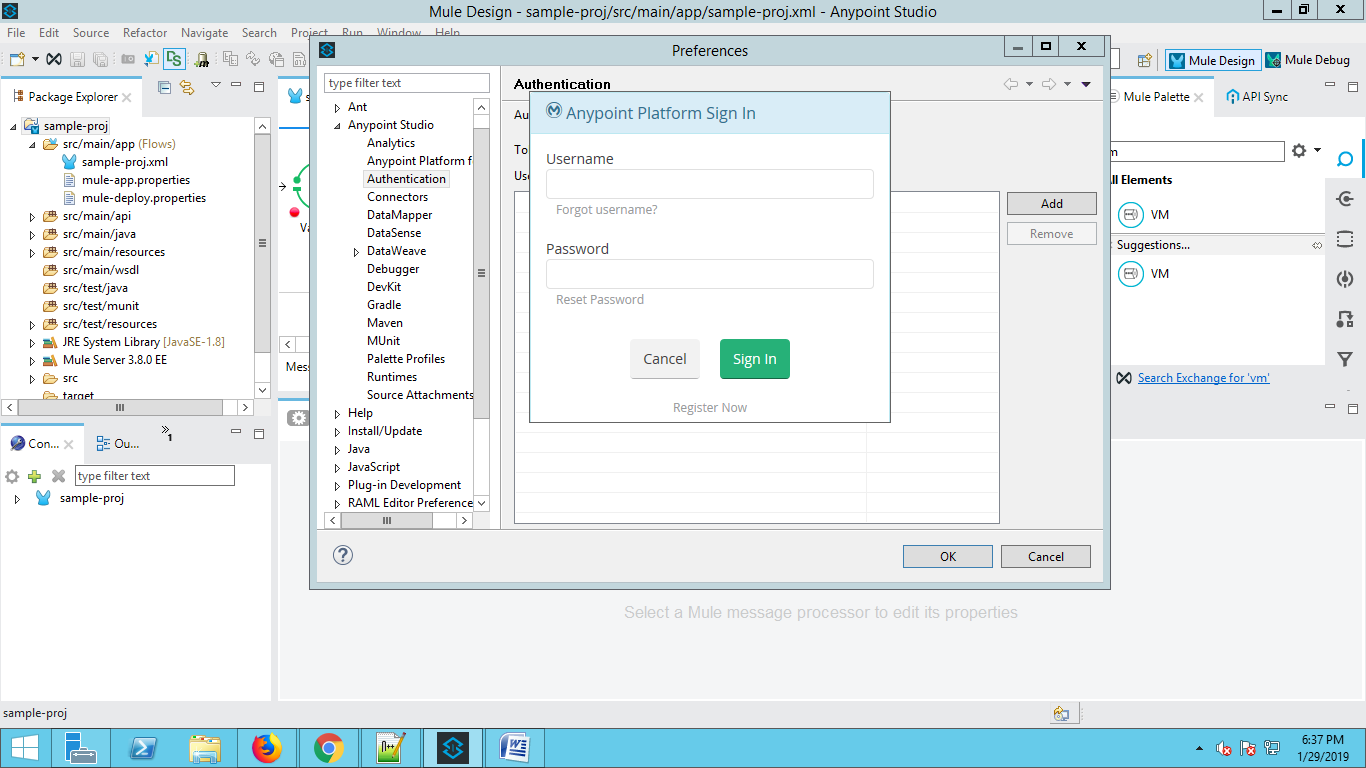 Mule Design - sample-proj/src/main/app/sample-proj.xml - Anypoint Studio
File Edit Source Refactor Navigate Search Project Run Window Help
Mule Design
Mule Debug
Package Explorer
sample-proj
src/main/app (Flows)
sample-proj.xml
mule-app.properties
mule-deploy.properties
src/main/api
src/main/java
src/main/resources
src/main/wsdl
src/test/java
src/test/munit
src/test/resources
JRE System Library [JavaSE-1.8]
Mule Server 3.8.0 EE
src
target
Con...
Ou...
1
type filter text
sample-proj
Mess
Preferences
type filter text
Ant
Anypoint Studio
Analytics
Anypoint Platform f
Authentication
Connectors
DataMapper
DataSense
DataWeave
Debugger
DevKit
Gradle
Maven
MUnit
Palette Profiles
Runtimes
Source Attachments
Help
Install/Update
Java
JavaScript
Plug-in Development
RAML Editor Preference
Authentication
Au
To
Use
Anypoint Platform Sign In
Username
Forgot username?
Password
Reset Password
Cancel
Sign In
Register Now
Add
Remove
OK
Cancel
Mule Palette
API Sync
m
All Elements
VM
Suggestions...
VM
Search Exchange for 'vm'
Select a Mule message processor to edit its properties
sample-proj
6:37 PM
1/29/2019